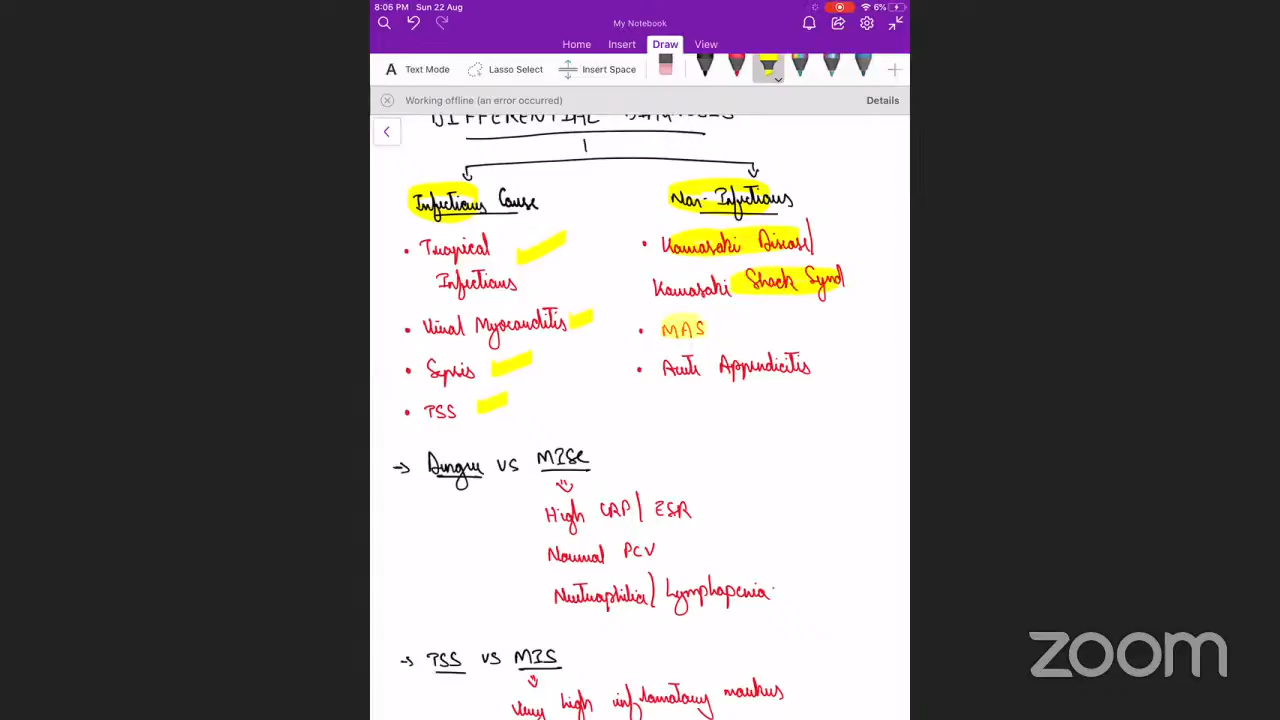 8:06 PM Sun 22 Aug
6%
My Notebook
Home Insert Draw View
A Text Mode Lasso Select Insert Space
Working offline (an error occurred) Details
DIFFERENTIAL DIAGNOSIS
Infectious Cause
• Tropical
Infections
• Viral Myocarditis
• Sepsis
• TSS
Non-Infectious
• Kawasaki Disease/
Kawasaki Shock Synd
• MAS
• Acute Appendicitis
→ Dengue vs MISC
High CRP/ESR
Normal PCV
Neutrophilia/Lymphopenia
→ TSS vs MIS
Very high inflamatory markers
zoom